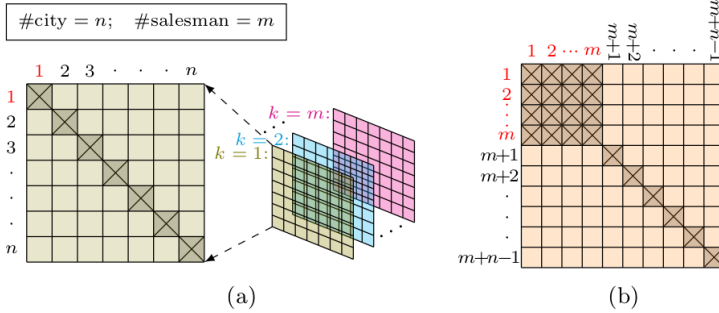 #city = n;   #salesman = m
1 2 3 · · · n
1
2
3
·
·
·
n
k = m:
k = 2:
k = 1:
(a)
1 2 ··· m m+1 m+2 · · · m+n−1
1
2
·
·
m
m+1
m+2
·
·
·
m+n−1
(b)